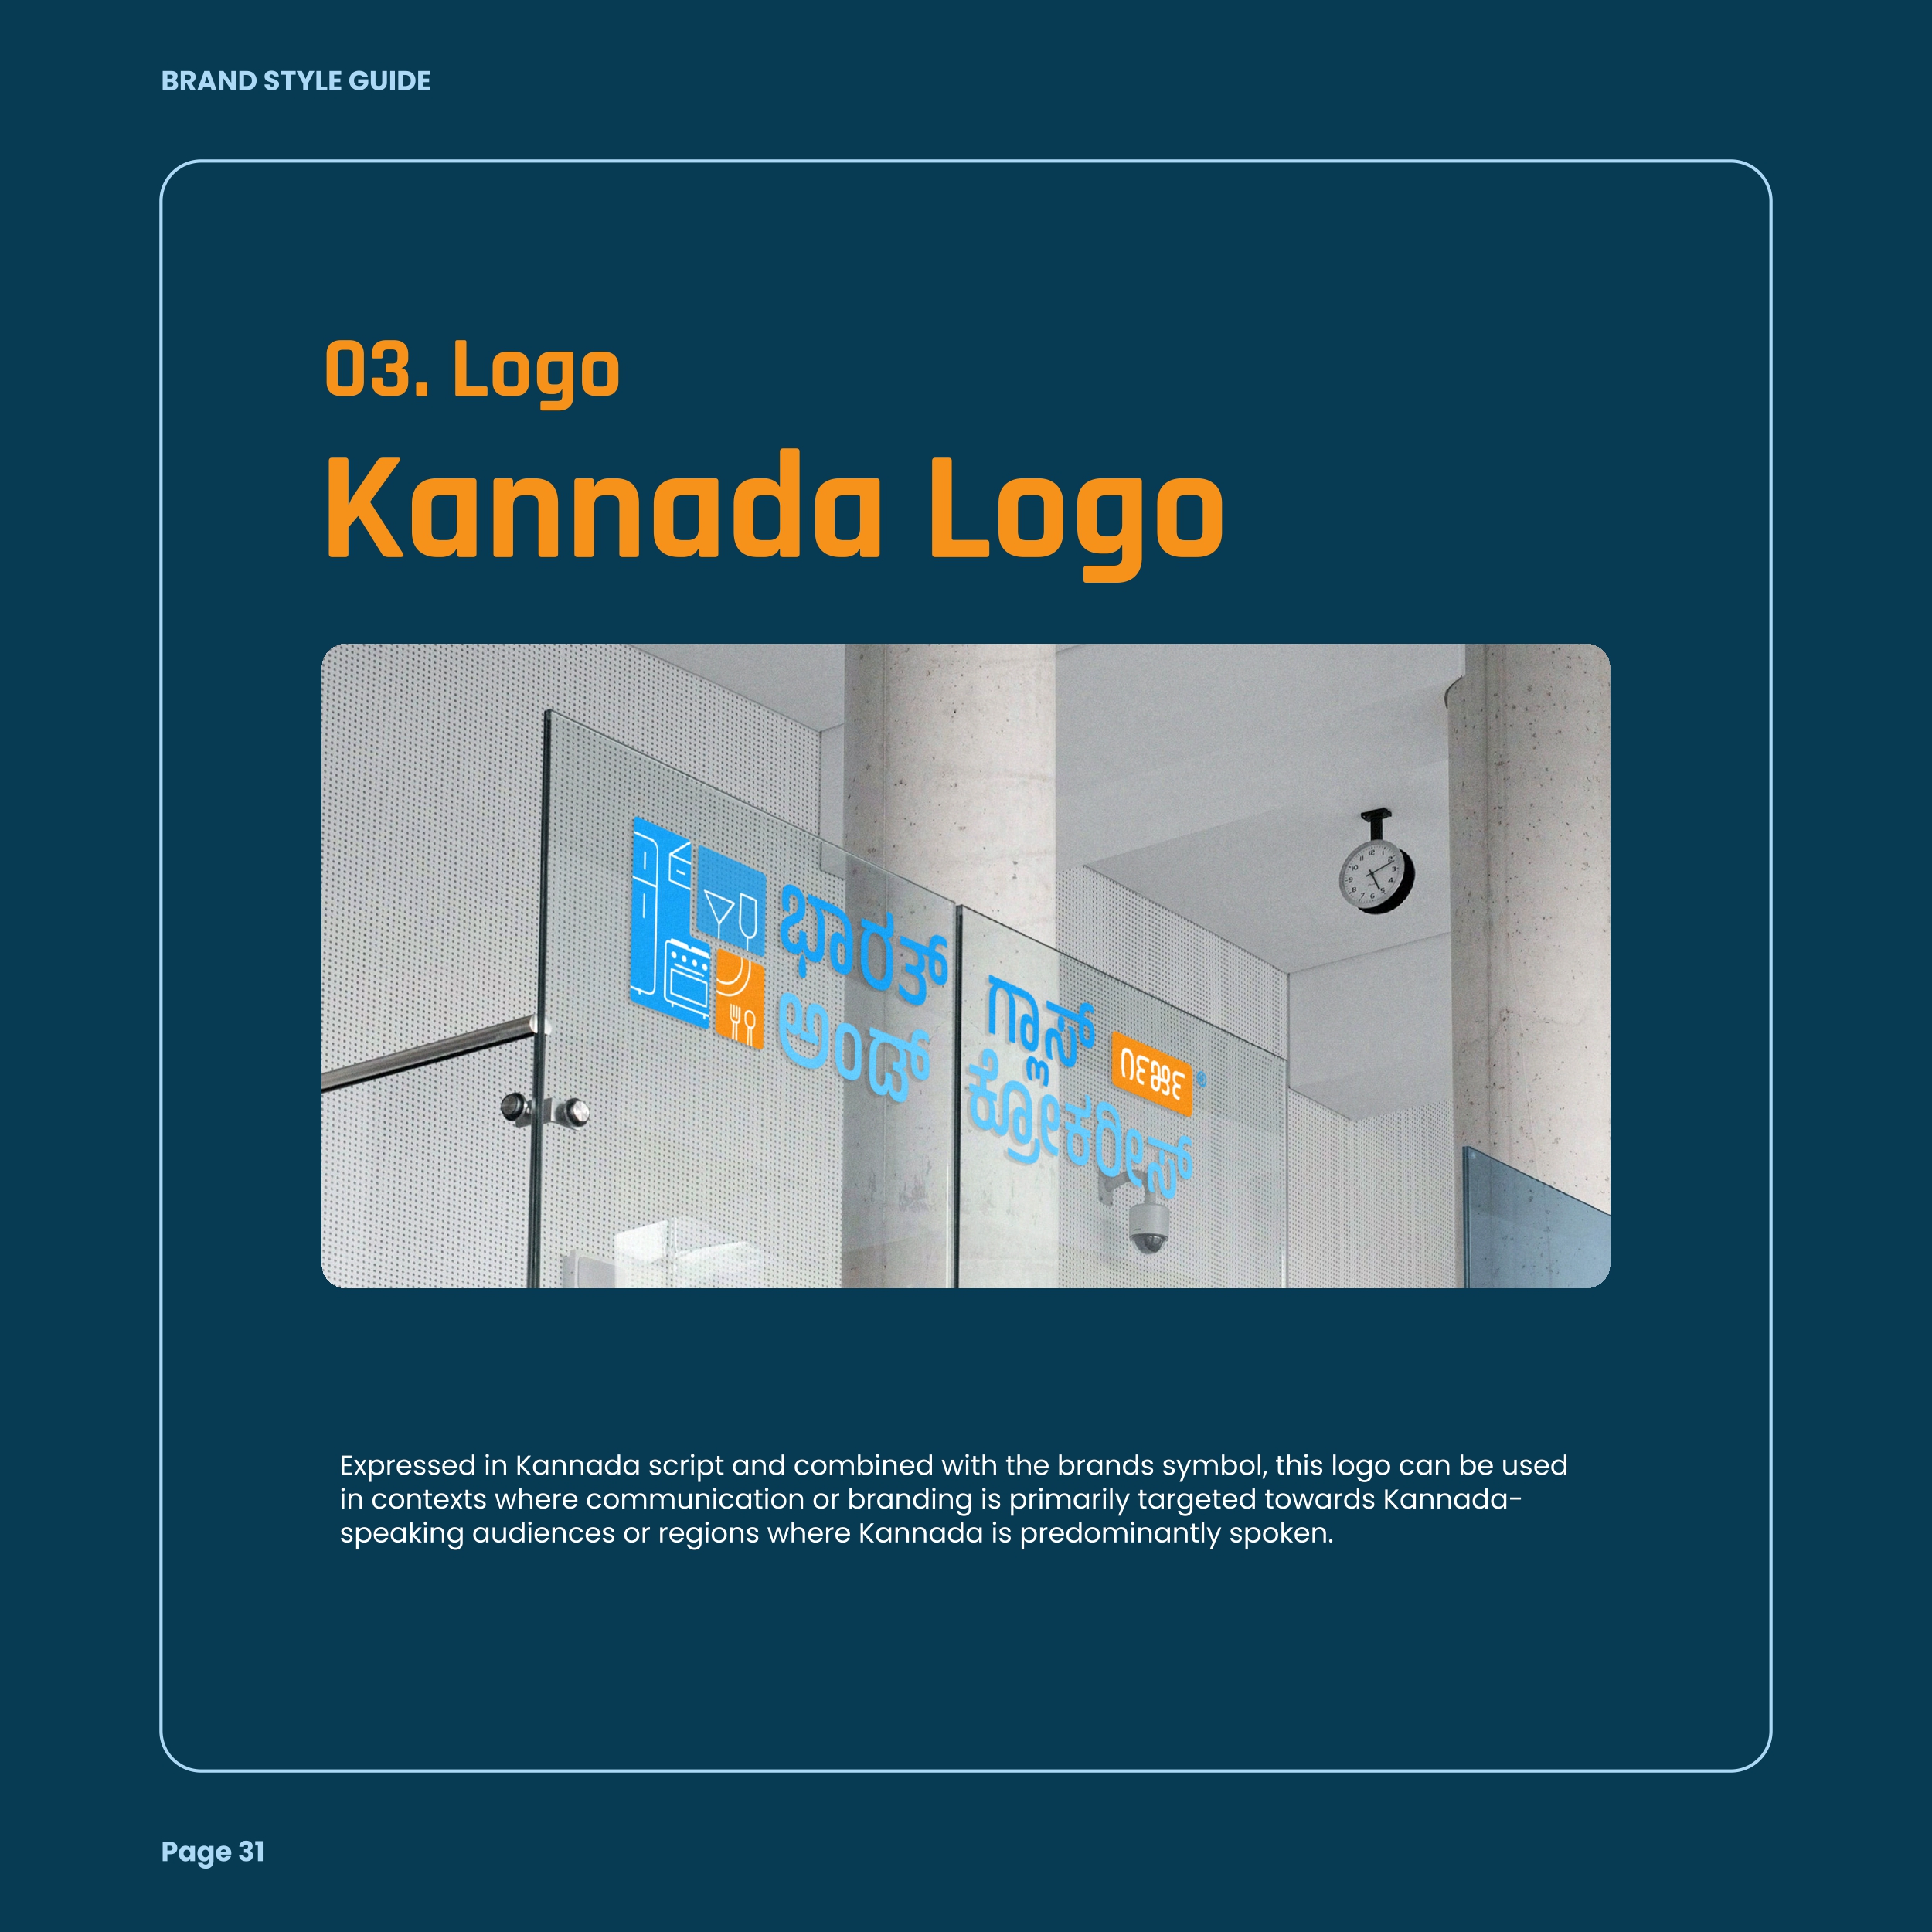 BRAND STYLE GUIDE
03. Logo
Kannada Logo
ಭಾರತ್ ಗ್ಲಾಸ್ ೧೯೫೯ ®
ಅಂಡ್ ಕ್ರೋಕರೀಸ್
Expressed in Kannada script and combined with the brands symbol, this logo can be used
in contexts where communication or branding is primarily targeted towards Kannada-
speaking audiences or regions where Kannada is predominantly spoken.
Page 31